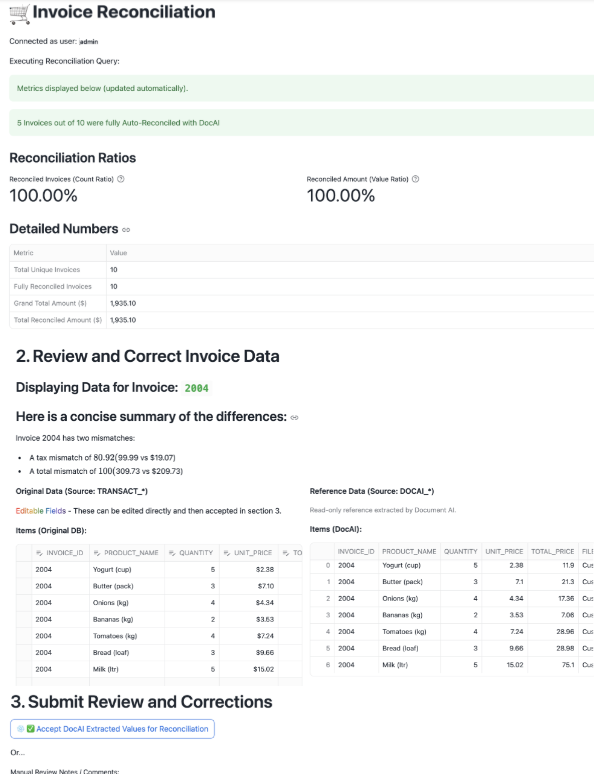 Invoice Reconciliation
Connected as user: admin
Executing Reconciliation Query:
Metrics displayed below (updated automatically).
5 Invoices out of 10 were fully Auto-Reconciled with DocAI
Reconciliation Ratios
Reconciled Invoices (Count Ratio)
Reconciled Amount (Value Ratio)
100.00%
100.00%
Detailed Numbers
Metric Value
Total Unique Invoices 10
Fully Reconciled Invoices 10
Grand Total Amount ($) 1,935.10
Total Reconciled Amount ($) 1,935.10
2. Review and Correct Invoice Data
Displaying Data for Invoice: 2004
Here is a concise summary of the differences:
Invoice 2004 has two mismatches:
• A tax mismatch of 80.92(99.99 vs $19.07)
• A total mismatch of 100(309.73 vs $209.73)
Original Data (Source: TRANSACT_*)
Editable Fields - These can be edited directly and then accepted in section 3.
Items (Original DB):
INVOICE_ID PRODUCT_NAME QUANTITY UNIT_PRICE TO
2004 Yogurt (cup) 5 $2.38
2004 Butter (pack) 3 $7.10
2004 Onions (kg) 4 $4.34
2004 Bananas (kg) 2 $3.53
2004 Tomatoes (kg) 4 $7.24
2004 Bread (loaf) 3 $9.66
2004 Milk (ltr) 5 $15.02
Reference Data (Source: DOCAI_*)
Read-only reference extracted by Document AI.
Items (DocAI):
INVOICE_ID PRODUCT_NAME QUANTITY UNIT_PRICE TOTAL_PRICE FILE
0 2004 Yogurt (cup) 5 2.38 11.9 Cus
1 2004 Butter (pack) 3 7.1 21.3 Cus
2 2004 Onions (kg) 4 4.34 17.36 Cus
3 2004 Bananas (kg) 2 3.53 7.06 Cus
4 2004 Tomatoes (kg) 4 7.24 28.96 Cus
5 2004 Bread (loaf) 3 9.66 28.98 Cus
6 2004 Milk (ltr) 5 15.02 75.1 Cus
3. Submit Review and Corrections
Accept DocAI Extracted Values for Reconciliation
Or...
Manual Review Notes / Comments: